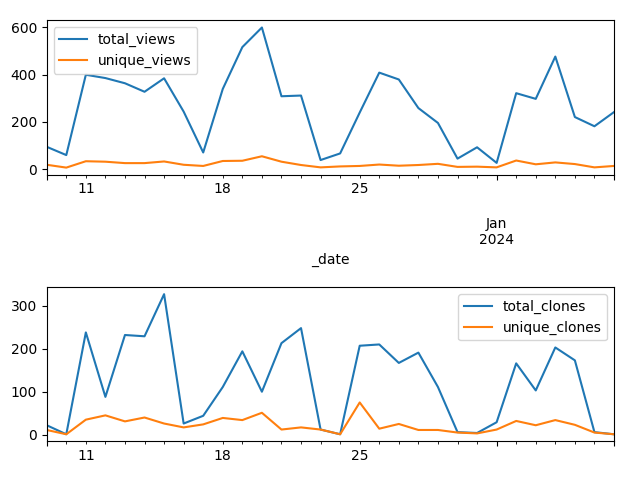 600
400
200
0
total_views
unique_views
11
18
25
Jan
2024
_date
300
200
100
0
total_clones
unique_clones
11
18
25